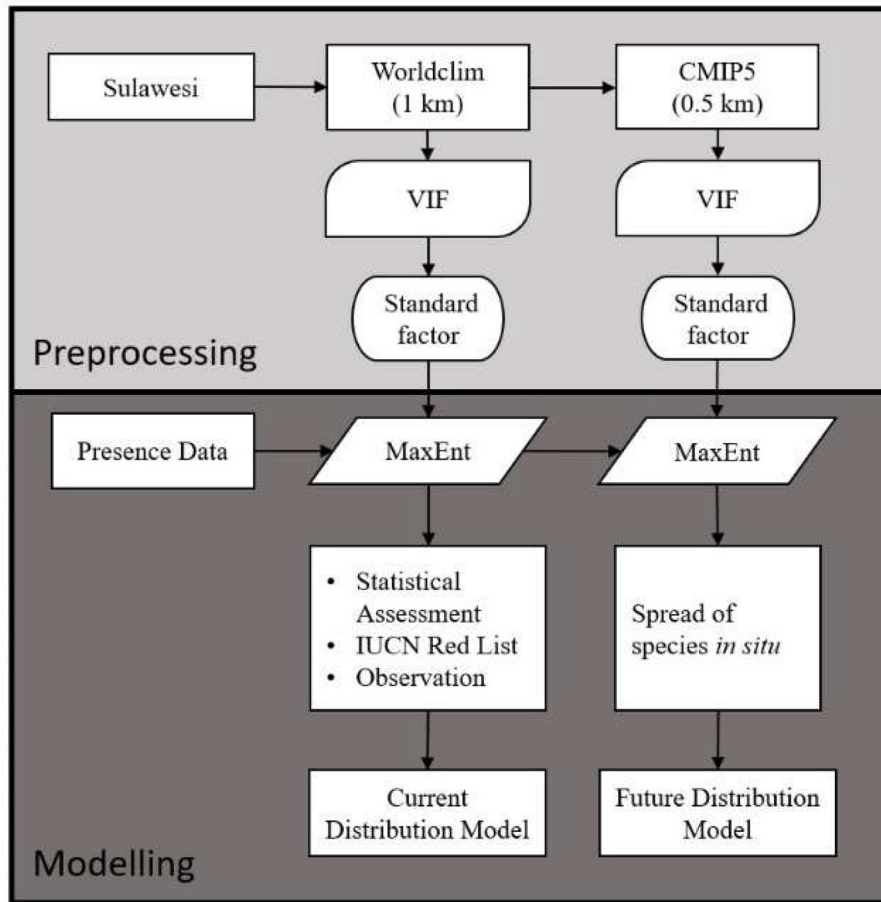 Sulawesi
Worldclim
(1 km)
CMIP5
(0.5 km)
VIF
VIF
Standard
factor
Standard
factor
Preprocessing
Presence Data
MaxEnt
MaxEnt
• Statistical
Assessment
• IUCN Red List
• Observation
Spread of
species in situ
Current
Distribution Model
Future Distribution
Model
Modelling